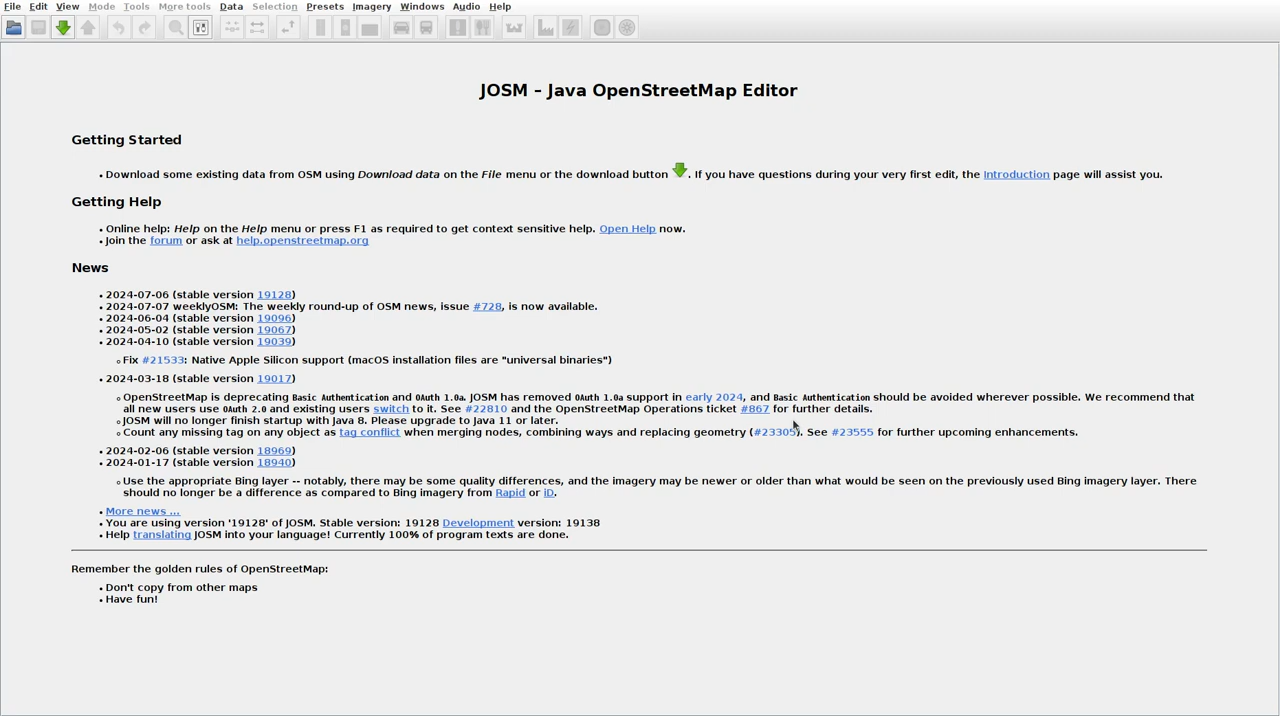 File Edit View Mode Tools More tools Data Selection Presets Imagery Windows Audio Help
JOSM – Java OpenStreetMap Editor
Getting Started
Download some existing data from OSM using Download data on the File menu or the download button . If you have questions during your very first edit, the Introduction page will assist you.
Getting Help
Online help: Help on the Help menu or press F1 as required to get context sensitive help. Open Help now.
Join the forum or ask at help.openstreetmap.org
News
2024-07-06 (stable version 19128)
2024-07-07 weeklyOSM: The weekly round-up of OSM news, issue #728, is now available.
2024-06-04 (stable version 19096)
2024-05-02 (stable version 19067)
2024-04-10 (stable version 19039)
Fix #21533: Native Apple Silicon support (macOS installation files are "universal binaries")
2024-03-18 (stable version 19017)
OpenStreetMap is deprecating Basic Authentication and OAuth 1.0a. JOSM has removed OAuth 1.0a support in early 2024, and Basic Authentication should be avoided wherever possible. We recommend that
all new users use OAuth 2.0 and existing users switch to it. See #22810 and the OpenStreetMap Operations ticket #867 for further details.
JOSM will no longer finish startup with Java 8. Please upgrade to Java 11 or later.
Count any missing tag on any object as tag conflict when merging nodes, combining ways and replacing geometry (#23305). See #23555 for further upcoming enhancements.
2024-02-06 (stable version 18969)
2024-01-17 (stable version 18940)
Use the appropriate Bing layer -- notably, there may be some quality differences, and the imagery may be newer or older than what would be seen on the previously used Bing imagery layer. There
should no longer be a difference as compared to Bing imagery from Rapid or iD.
More news ...
You are using version '19128' of JOSM. Stable version: 19128 Development version: 19138
Help translating JOSM into your language! Currently 100% of program texts are done.
Remember the golden rules of OpenStreetMap:
Don't copy from other maps
Have fun!